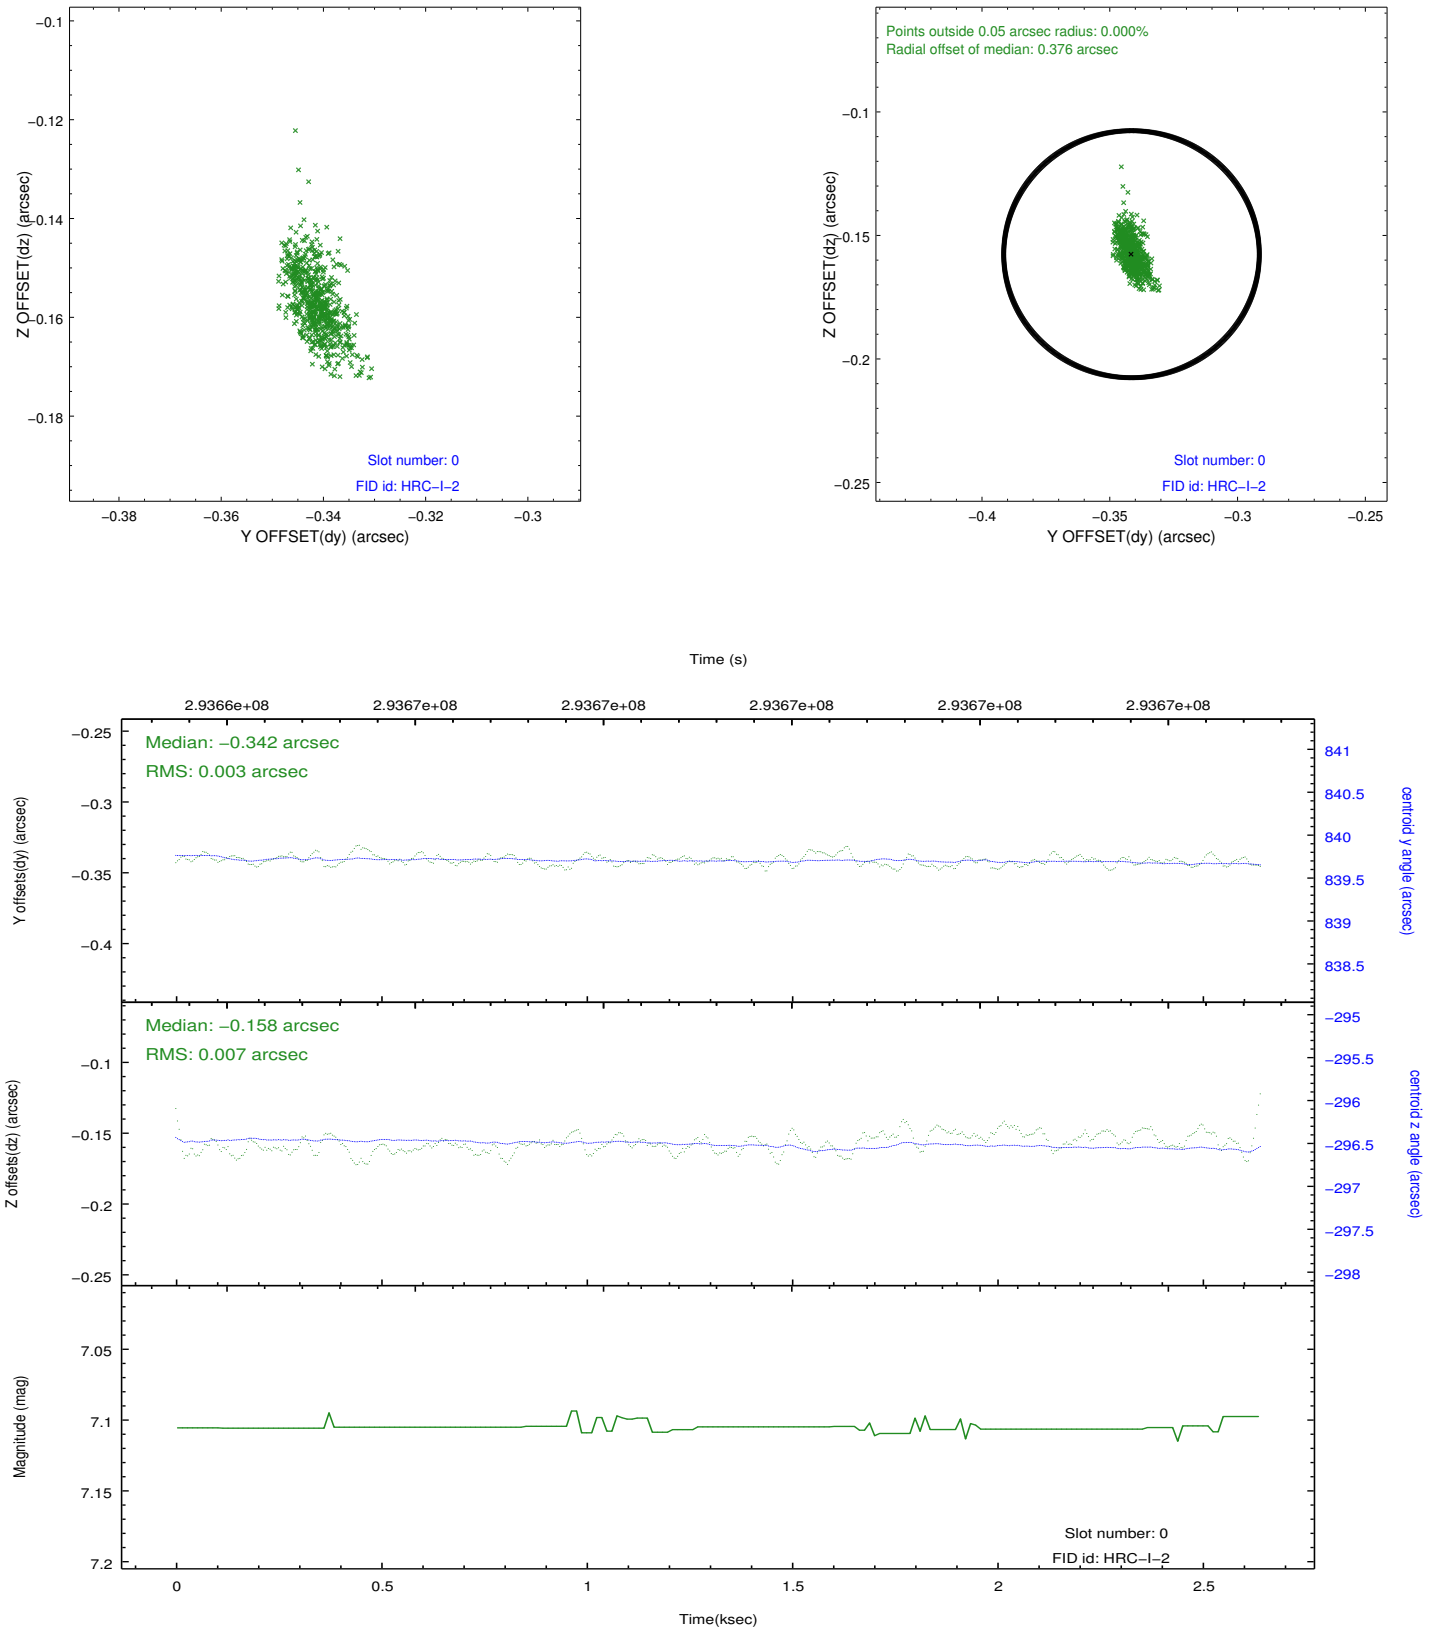 −0.1
−0.12
−0.14
−0.16
−0.18
Z OFFSET(dz) (arcsec)
Slot number: 0
FID id: HRC−I−2
−0.38 −0.36 −0.34 −0.32 −0.3
Y OFFSET(dy) (arcsec)
Points outside 0.05 arcsec radius: 0.000%
Radial offset of median: 0.376 arcsec
−0.1
−0.15
−0.2
−0.25
Z OFFSET(dz) (arcsec)
Slot number: 0
FID id: HRC−I−2
−0.4 −0.35 −0.3 −0.25
Y OFFSET(dy) (arcsec)
Time (s)
2.9366e+08 2.9367e+08 2.9367e+08 2.9367e+08 2.9367e+08 2.9367e+08
Median: −0.342 arcsec
RMS: 0.003 arcsec
−0.25
−0.3
−0.35
−0.4
Y offsets(dy) (arcsec)
841
840.5
840
839.5
839
838.5
centroid y angle (arcsec)
Median: −0.158 arcsec
RMS: 0.007 arcsec
−0.1
−0.15
−0.2
−0.25
Z offsets(dz) (arcsec)
−295
−295.5
−296
−296.5
−297
−297.5
−298
centroid z angle (arcsec)
7.05
7.1
7.15
7.2
Magnitude (mag)
Slot number: 0
FID id: HRC−I−2
0 0.5 1 1.5 2 2.5
Time(ksec)